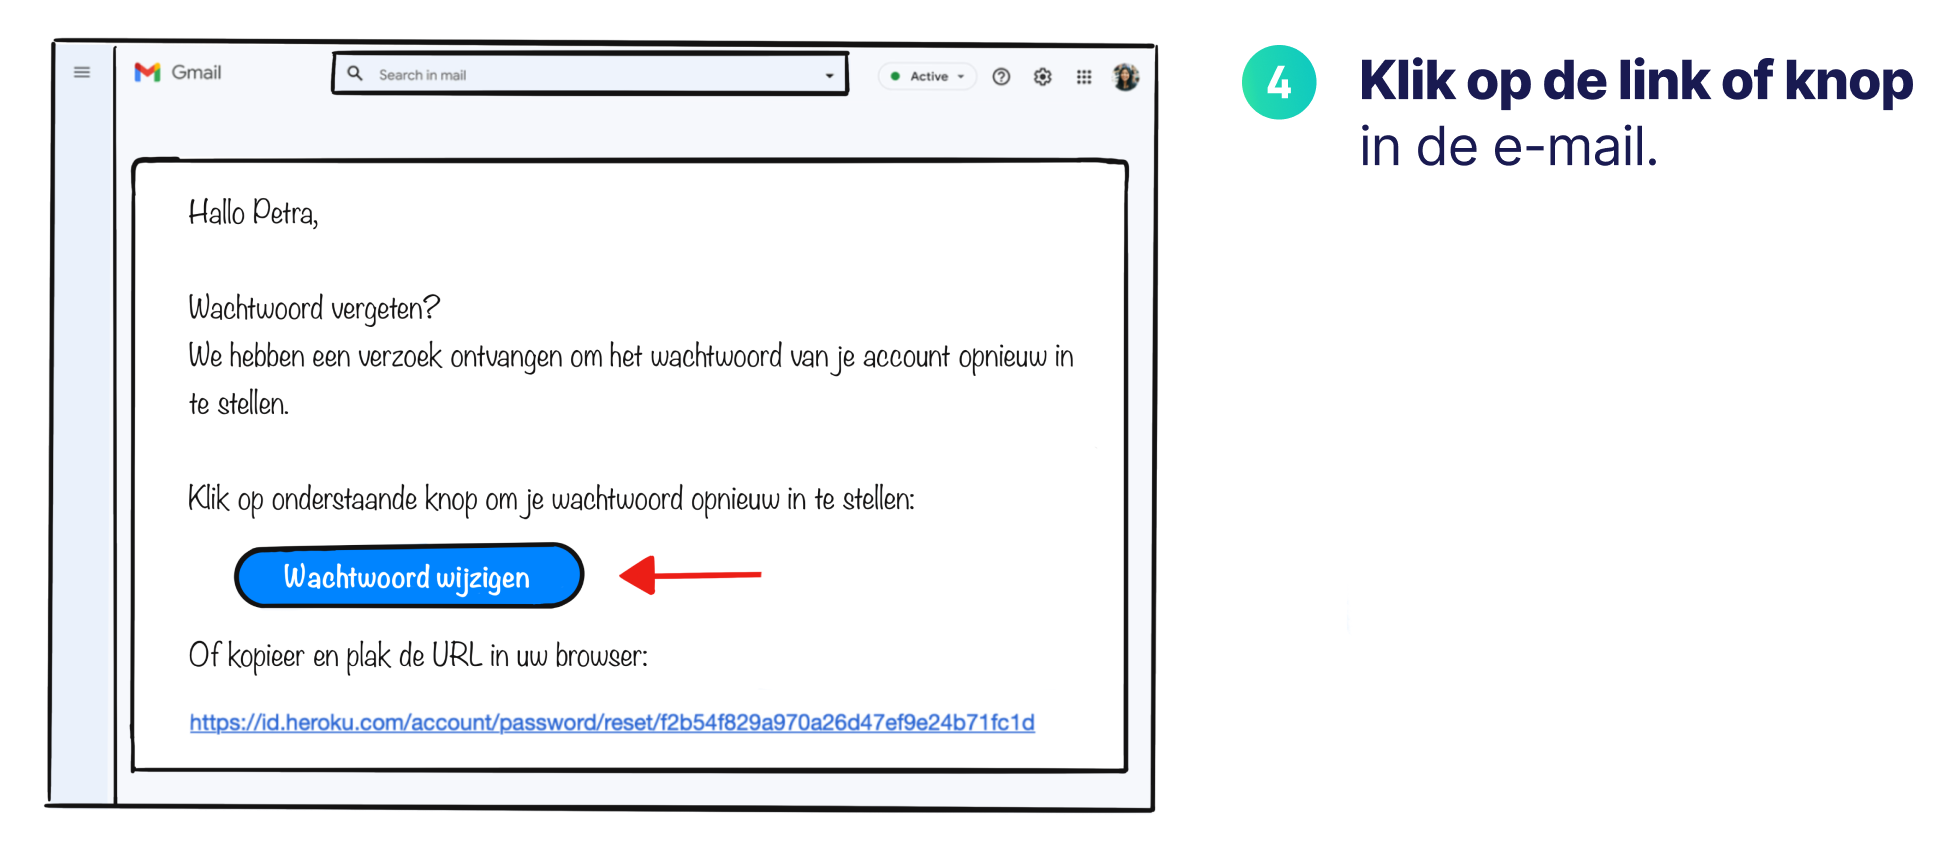 Gmail
Search in mail
Active
4
Klik op de link of knop
in de e-mail.
Hallo Petra,
Wachtwoord vergeten?
We hebben een verzoek ontvangen om het wachtwoord van je account opnieuw in
te stellen.
Klik op onderstaande knop om je wachtwoord opnieuw in te stellen:
Wachtwoord wijzigen
Of kopieer en plak de URL in uw browser:
https://id.heroku.com/account/password/reset/f2b54f829a970a26d47ef9e24b71fc1d